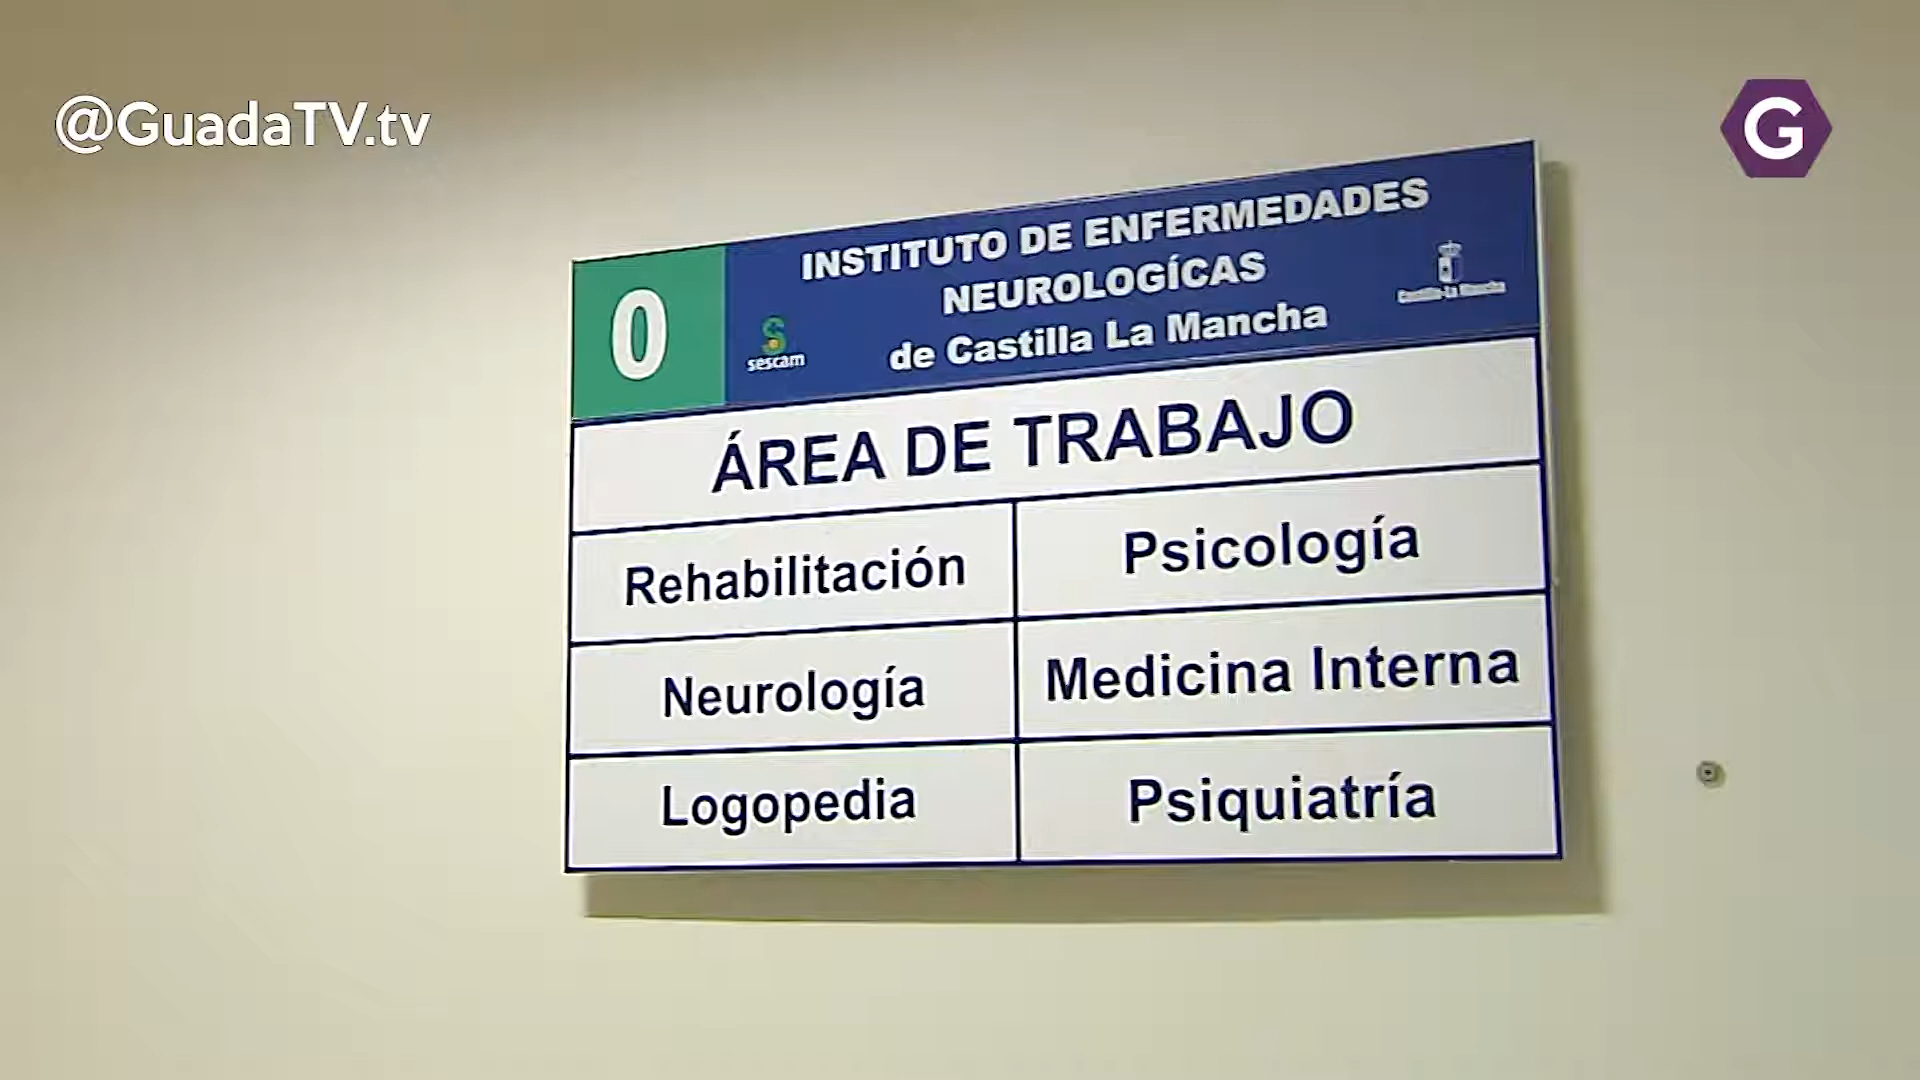 @GuadaTV.tv
G
0
sescam
INSTITUTO DE ENFERMEDADES
NEUROLOGÍCAS
de Castilla La Mancha
Castilla-La Mancha
ÁREA DE TRABAJO
Rehabilitación
Psicología
Neurología
Medicina Interna
Logopedia
Psiquiatría